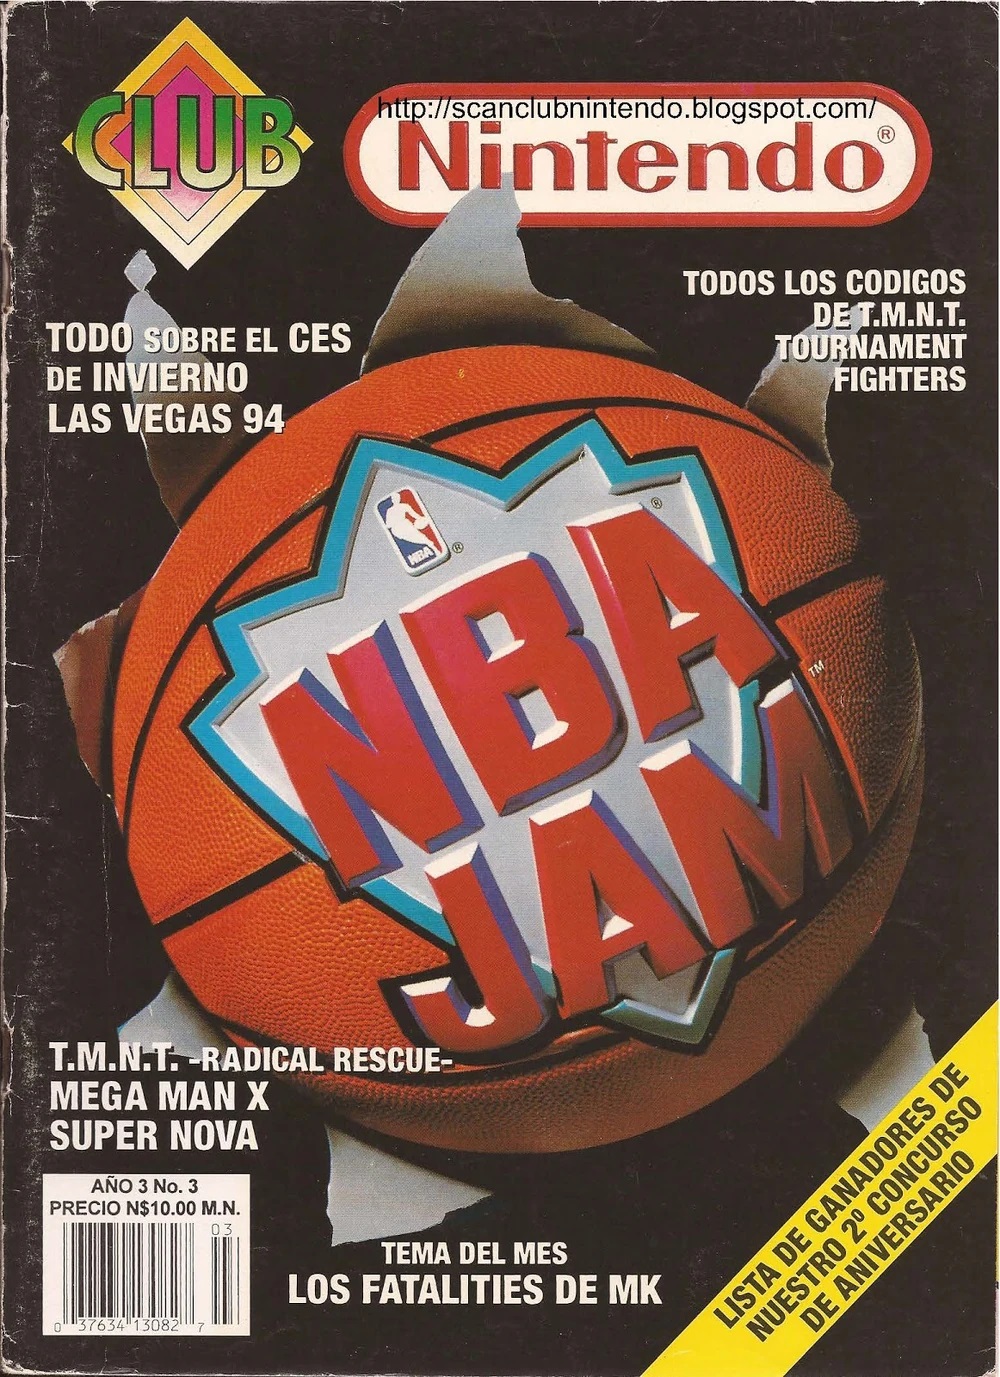 CLUB
http://scanclubnintendo.blogspot.com/
Nintendo®
TODOS LOS CODIGOS
DE T.M.N.T.
TOURNAMENT
FIGHTERS
TODO SOBRE EL CES
DE INVIERNO
LAS VEGAS 94
NBA ®
®
NBA
JAM
TM
T.M.N.T. -RADICAL RESCUE-
MEGA MAN X
SUPER NOVA
AÑO 3 No. 3
PRECIO N$10.00 M.N.
03
0 37634 13082 7
TEMA DEL MES
LOS FATALITIES DE MK
LISTA DE GANADORES DE
NUESTRO 2º CONCURSO
DE ANIVERSARIO